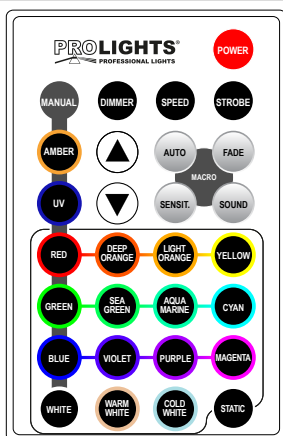 PROLIGHTS®
PROFESSIONAL LIGHTS
POWER
MANUAL DIMMER SPEED STROBE
AMBER AUTO FADE
MACRO
UV SENSIT. SOUND
RED DEEP ORANGE LIGHT ORANGE YELLOW
GREEN SEA GREEN AQUA MARINE CYAN
BLUE VIOLET PURPLE MAGENTA
WHITE WARM WHITE COLD WHITE STATIC